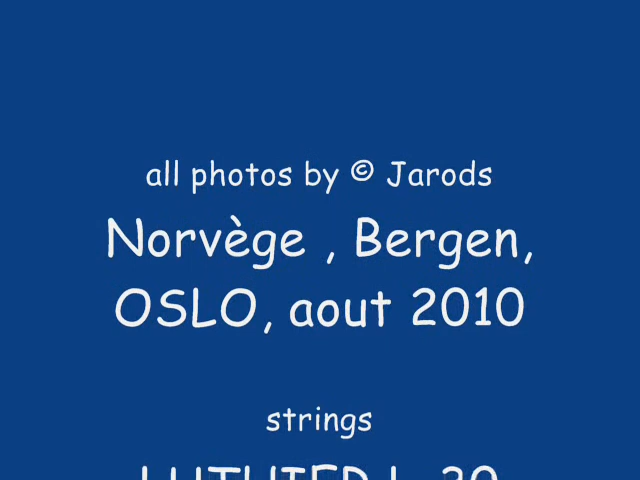 all photos by © Jarods
Norvège , Bergen,
OSLO, aout 2010
strings